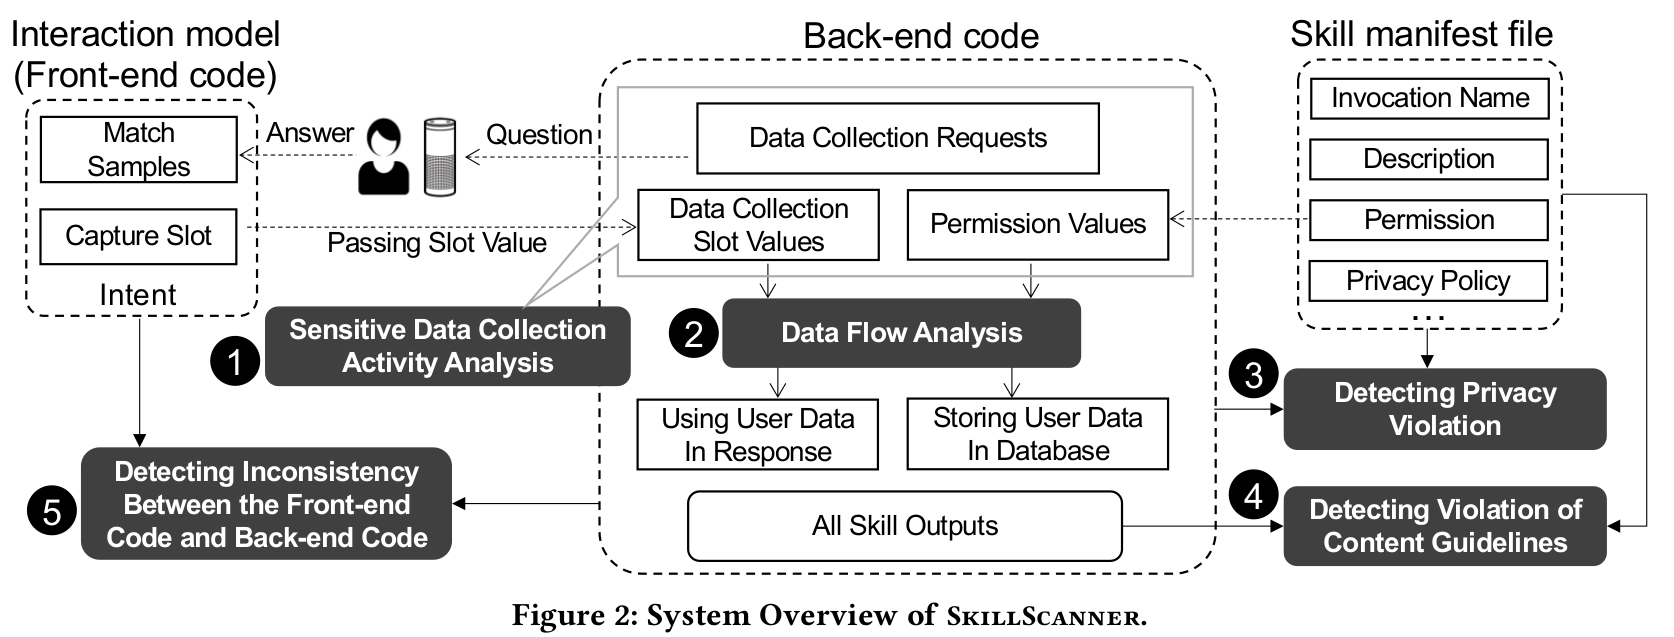 Interaction model
(Front-end code)
Match
Samples
Capture Slot
Intent
Answer
Question
Passing Slot Value
Back-end code
Data Collection Requests
Data Collection
Slot Values
Permission Values
1
Sensitive Data Collection
Activity Analysis
2
Data Flow Analysis
Using User Data
In Response
Storing User Data
In Database
All Skill Outputs
Skill manifest file
Invocation Name
Description
Permission
Privacy Policy
...
3
Detecting Privacy
Violation
4
Detecting Violation of
Content Guidelines
5
Detecting Inconsistency
Between the Front-end
Code and Back-end Code
Figure 2: System Overview of SKILLSCANNER.